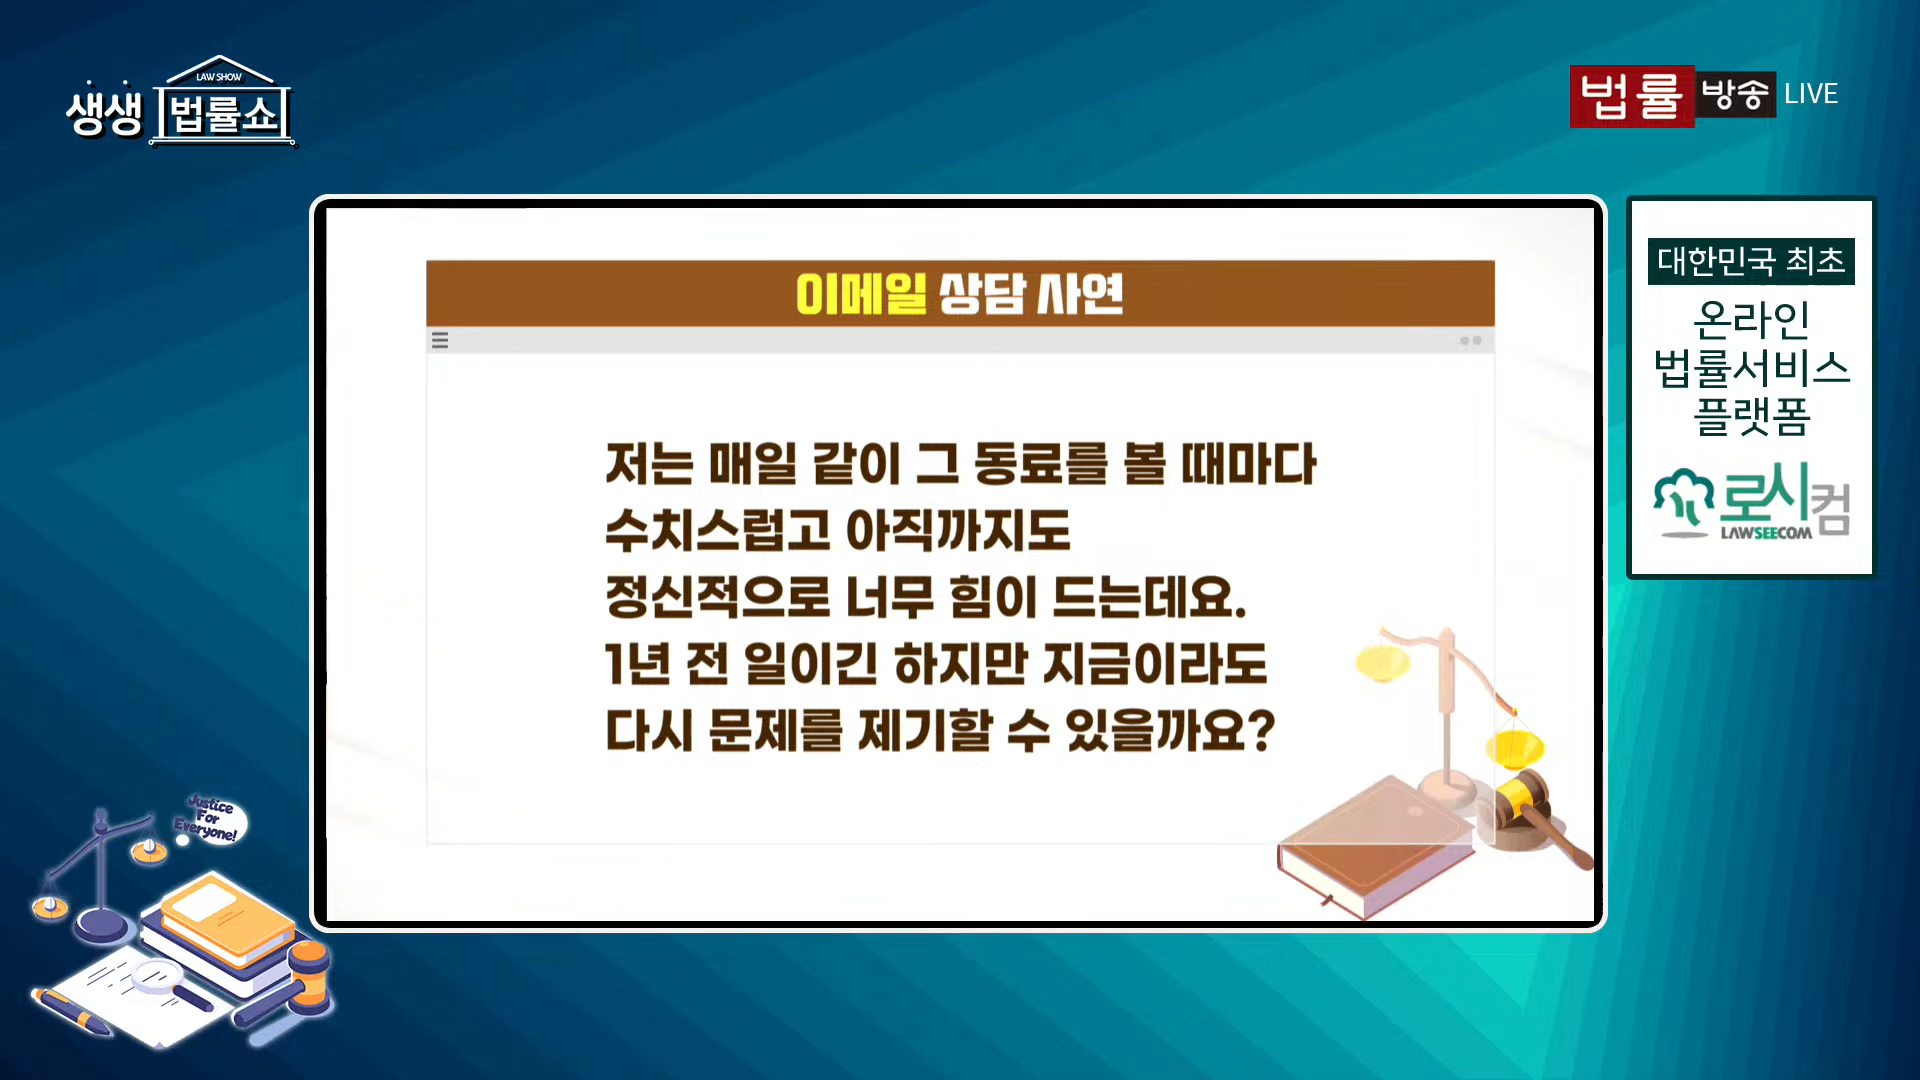 LAW SHOW
생생 법률쇼
법률방송 LIVE
이메일 상담 사연
저는 매일 같이 그 동료를 볼 때마다
수치스럽고 아직까지도
정신적으로 너무 힘이 드는데요.
1년 전 일이긴 하지만 지금이라도
다시 문제를 제기할 수 있을까요?
대한민국 최초
온라인
법률서비스
플랫폼
로시컴
LAWSEECOM
Justice
For
Everyone!